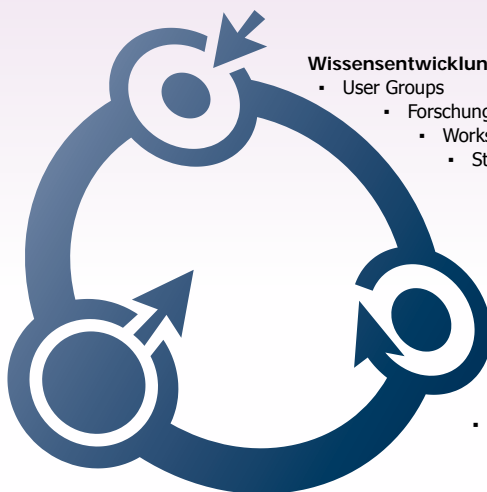 Wissensentwicklun
▪ User Groups
▪ Forschung
▪ Works
▪ St
▪